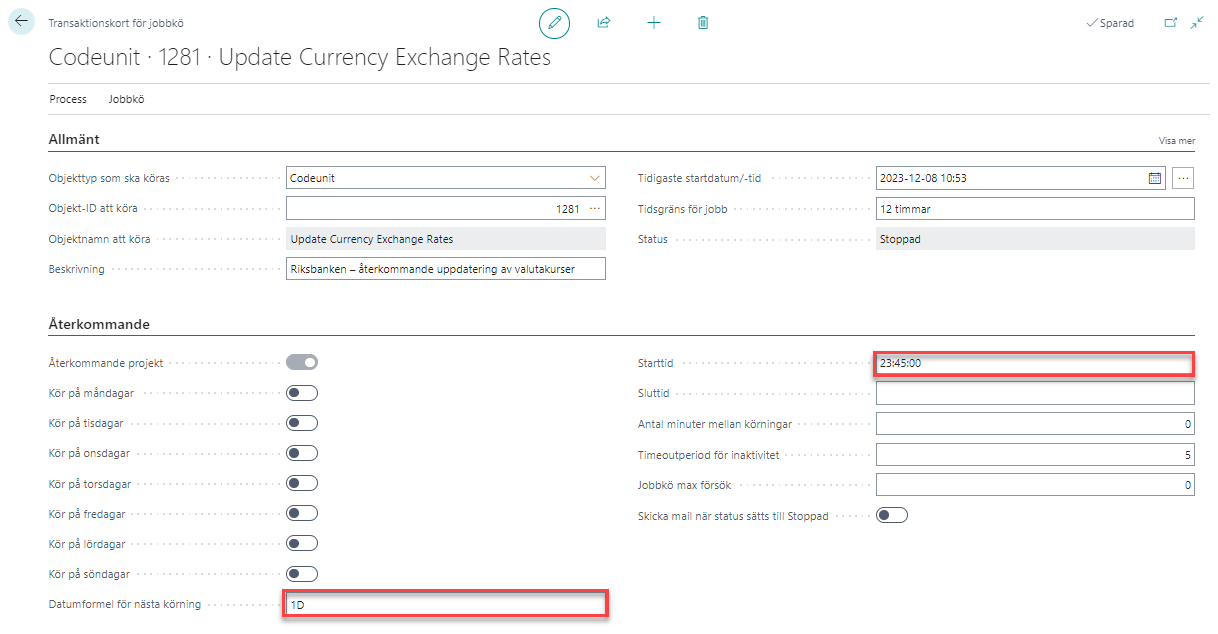 Transaktionskort för jobbkö
Sparad
Codeunit · 1281 · Update Currency Exchange Rates
Process Jobbkö
Allmänt
Visa mer
Objekttyp som ska köras Codeunit
Tidigaste startdatum/-tid 2023-12-08 10:53
Objekt-ID att köra 1281
Tidsgräns för jobb 12 timmar
Objektnamn att köra Update Currency Exchange Rates
Status Stoppad
Beskrivning Riksbanken – återkommande uppdatering av valutakurser
Återkommande
Återkommande projekt
Starttid 23:45:00
Kör på måndagar
Sluttid
Kör på tisdagar
Antal minuter mellan körningar 0
Kör på onsdagar
Timeoutperiod för inaktivitet 5
Kör på torsdagar
Jobbkö max försök 0
Kör på fredagar
Skicka mail när status sätts till Stoppad
Kör på lördagar
Kör på söndagar
Datumformel för nästa körning 1D